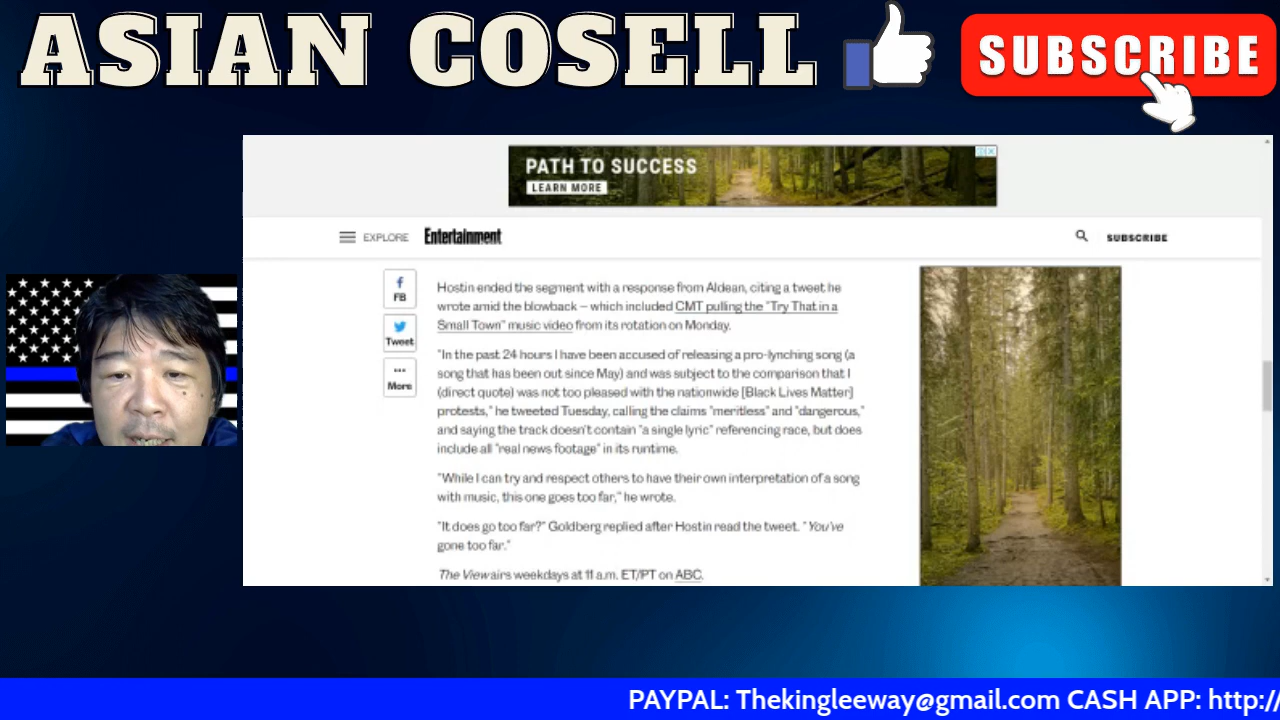 ASIAN COSELL
SUBSCRIBE
PATH TO SUCCESS
LEARN MORE
EXPLORE
Entertainment
SUBSCRIBE
FB
Tweet
More
Hostin ended the segment with a response from Aldean, citing a tweet he
wrote amid the blowback — which included CMT pulling the "Try That in a
Small Town" music video from its rotation on Monday.
"In the past 24 hours I have been accused of releasing a pro-lynching song (a
song that has been out since May) and was subject to the comparison that I
(direct quote) was not too pleased with the nationwide [Black Lives Matter]
protests," he tweeted Tuesday, calling the claims "meritless" and "dangerous,"
and saying the track doesn't contain "a single lyric" referencing race, but does
include all "real news footage" in its runtime.
"While I can try and respect others to have their own interpretation of a song
with music, this one goes too far," he wrote.
"It does go too far?" Goldberg replied after Hostin read the tweet. "You've
gone too far."
The View airs weekdays at 11 a.m. ET/PT on ABC.
PAYPAL: Thekingleeway@gmail.com CASH APP: http://